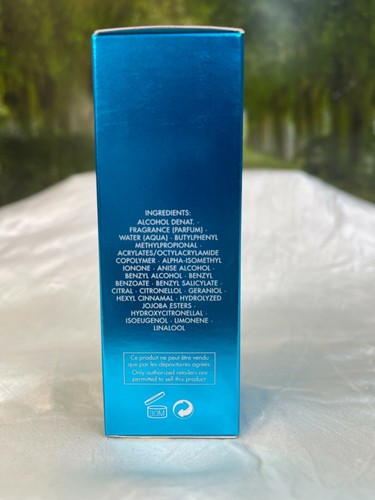 INGREDIENTS:
ALCOHOL DENAT. ·
FRAGRANCE (PARFUM) ·
WATER (AQUA) · BUTYLPHENYL
METHYLPROPIONAL ·
ACRYLATES/OCTYLACRYLAMIDE
COPOLYMER · ALPHA-ISOMETHYL
IONONE · ANISE ALCOHOL ·
BENZYL ALCOHOL · BENZYL
BENZOATE · BENZYL SALICYLATE ·
CITRAL · CITRONELLOL · GERANIOL ·
HEXYL CINNAMAL · HYDROLYZED
JOJOBA ESTERS ·
HYDROXYCITRONELLAL ·
ISOEUGENOL · LIMONENE ·
LINALOOL
Ce produit ne peut être vendu
que par les dépositaires agréés
Only authorized retailers are
permitted to sell this product